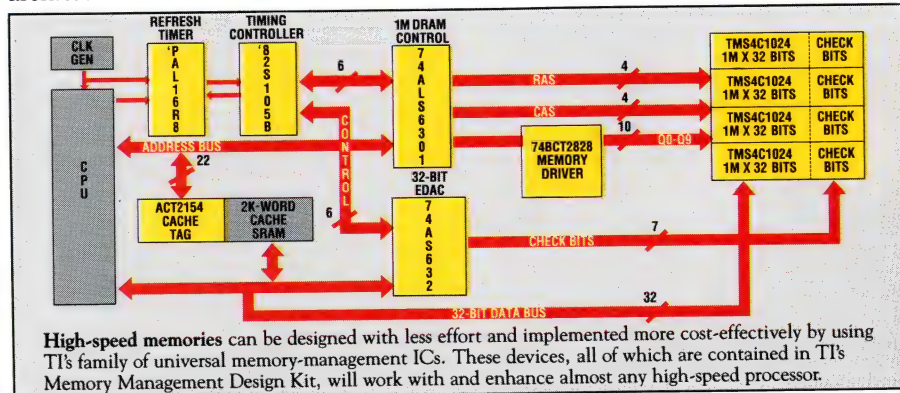 REFRESH
TIMER
TIMING
CONTROLLER
1M DRAM
CONTROL
CLK
GEN
'PAL16R8
'82S105B
74ALS6301
6
4
RAS
4
CAS
10
Q0-Q9
74BCT2828
MEMORY
DRIVER
TMS4C1024
1M X 32 BITS
CHECK
BITS
TMS4C1024
1M X 32 BITS
CHECK
BITS
TMS4C1024
1M X 32 BITS
CHECK
BITS
TMS4C1024
1M X 32 BITS
CHECK
BITS
CPU
ADDRESS BUS
22
CONTROL
6
ACT2154
CACHE
TAG
2K-WORD
CACHE
SRAM
32-BIT
EDAC
74AS632
CHECK BITS
7
32-BIT DATA BUS
32
High-speed memories can be designed with less effort and implemented more cost-effectively by using
TI's family of universal memory-management ICs. These devices, all of which are contained in TI's
Memory Management Design Kit, will work with and enhance almost any high-speed processor.